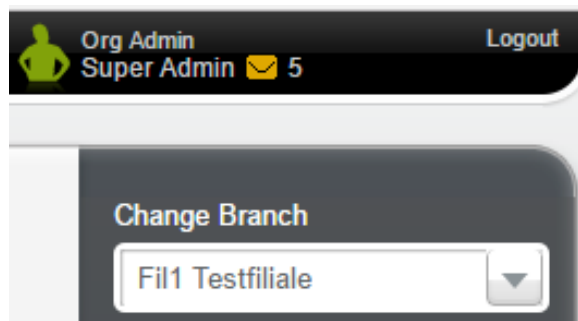 Org Admin
Logout
Super Admin 5
Change Branch
Fil1 Testfiliale